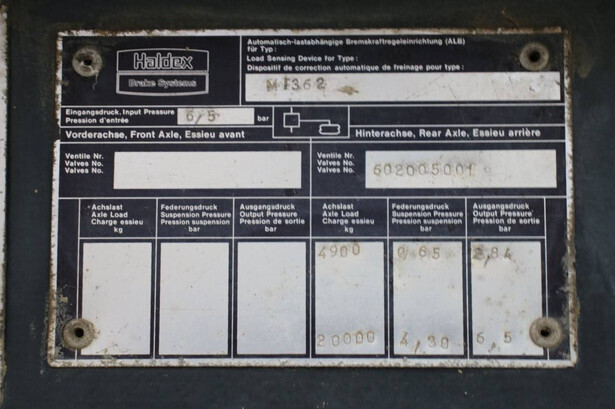 Haldex
Brake Systems
Automatisch-lastabhängige Bremskraftregeleinrichtung (ALB)
für Typ:
Load Sensing Device for Type:
Dispositif de correction automatique de freinage pour type:
M1362
Eingangsdruck. Input Pressure 6,5 bar
Pression d'entrée
Vorderachse, Front Axle, Essieu avant
Hinterachse, Rear Axle, Essieu arrière
Ventile Nr.
Valves No.
Valves No.
Ventile Nr.
Valves No.
Valves No.
602005001
Achslast
Axle Load
Charge essieu
kg
Federungsdruck
Suspension Pressure
Pression suspension
bar
Ausgangsdruck
Output Pressure
Pression de sortie
bar
Achslast
Axle Load
Charge essieu
kg
Federungsdruck
Suspension Pressure
Pression suspension
bar
Ausgangsdruck
Output Pressure
Pression de sortie
bar
4900 0,65 2,84
20000 4,30 6,5